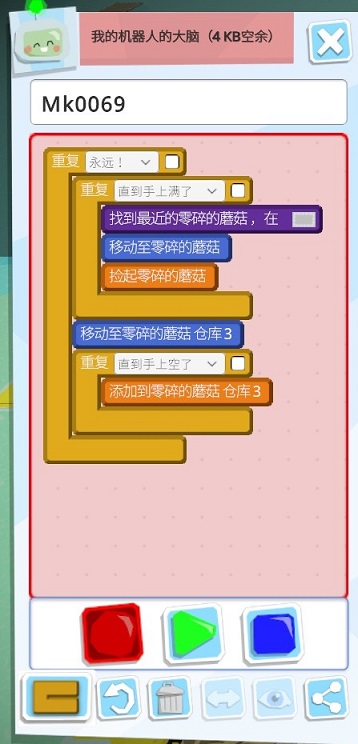 我的机器人的大脑（4 KB空余）
Mk0069
重复 永远！
重复 直到手上满了
找到最近的零碎的蘑菇，在
移动至零碎的蘑菇
捡起零碎的蘑菇
移动至零碎的蘑菇 仓库 3
重复 直到手上空了
添加到零碎的蘑菇 仓库 3